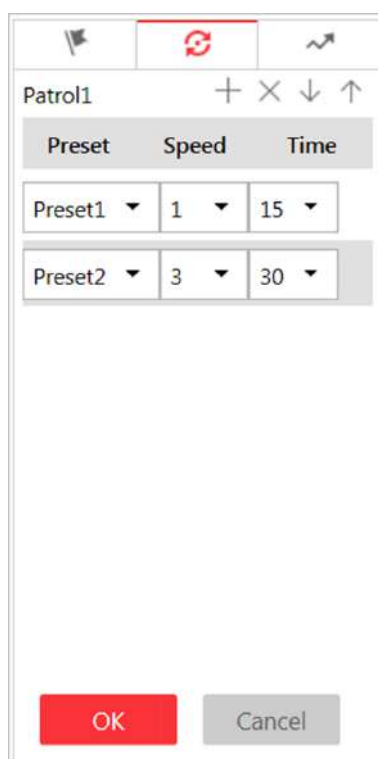 Patrol1
Preset Speed Time
Preset1 1 15
Preset2 3 30
OK Cancel